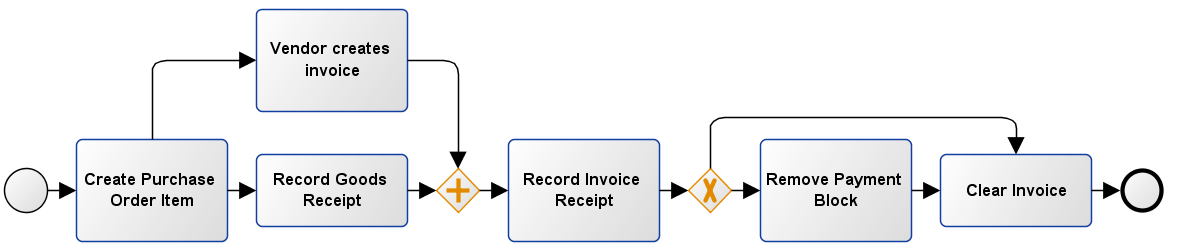 Vendor creates
invoice
Create Purchase
Order Item
Record Goods
Receipt
Record Invoice
Receipt
Remove Payment
Block
Clear Invoice